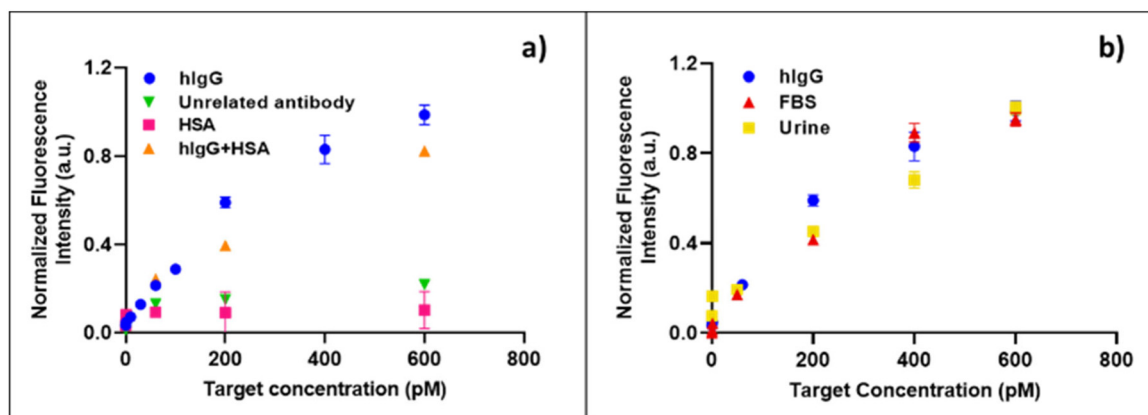 a)
1.2
0.8
0.4
0.0
Normalized Fluorescence
Intensity (a.u.)
hIgG
Unrelated antibody
HSA
hIgG+HSA
0
200
400
600
800
Target concentration (pM)
b)
1.2
0.8
0.4
0.0
Normalized Fluorescence
Intensity (a.u.)
hIgG
FBS
Urine
0
200
400
600
800
Target Concentration (pM)